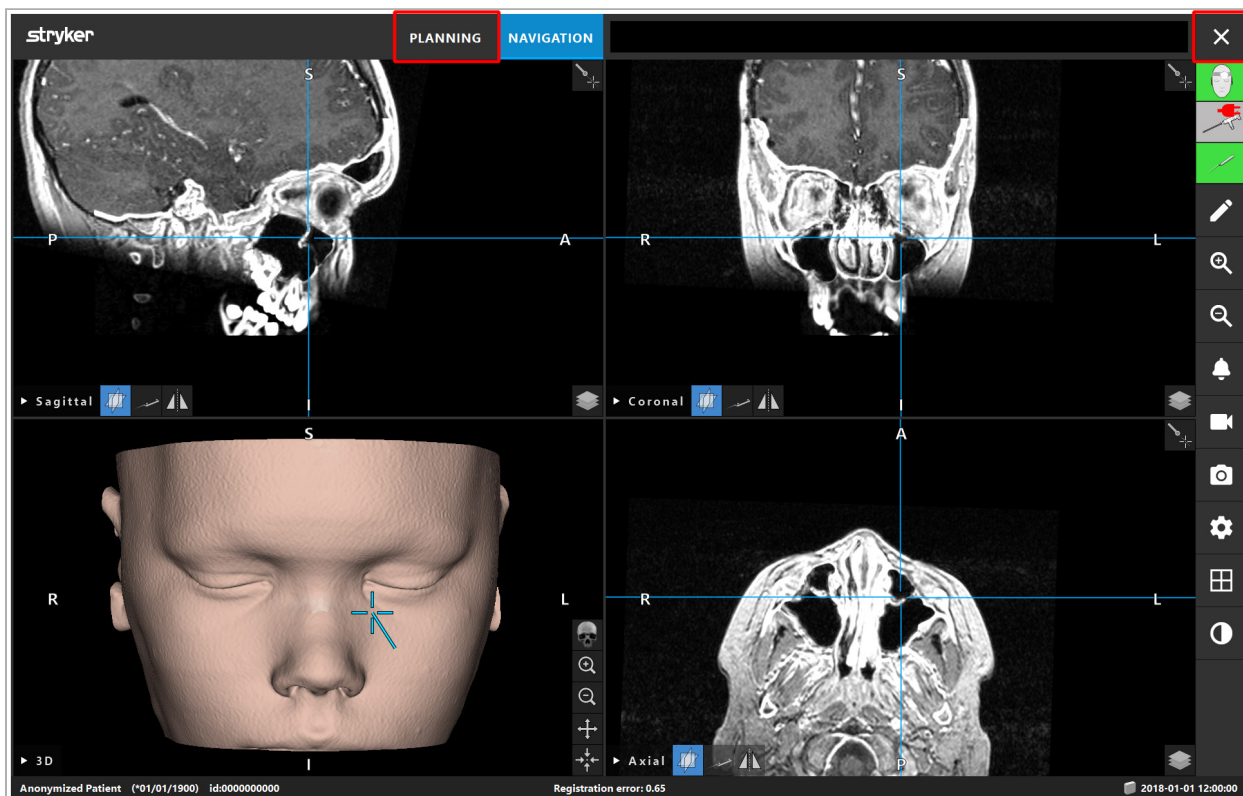 stryker
PLANNING
NAVIGATION
S
P
A
I
Sagittal
S
R
L
I
Coronal
S
R
L
I
3D
A
R
L
P
Axial
Anonymized Patient (*01/01/1900) id:0000000000
Registration error: 0.65
2018-01-01 12:00:00